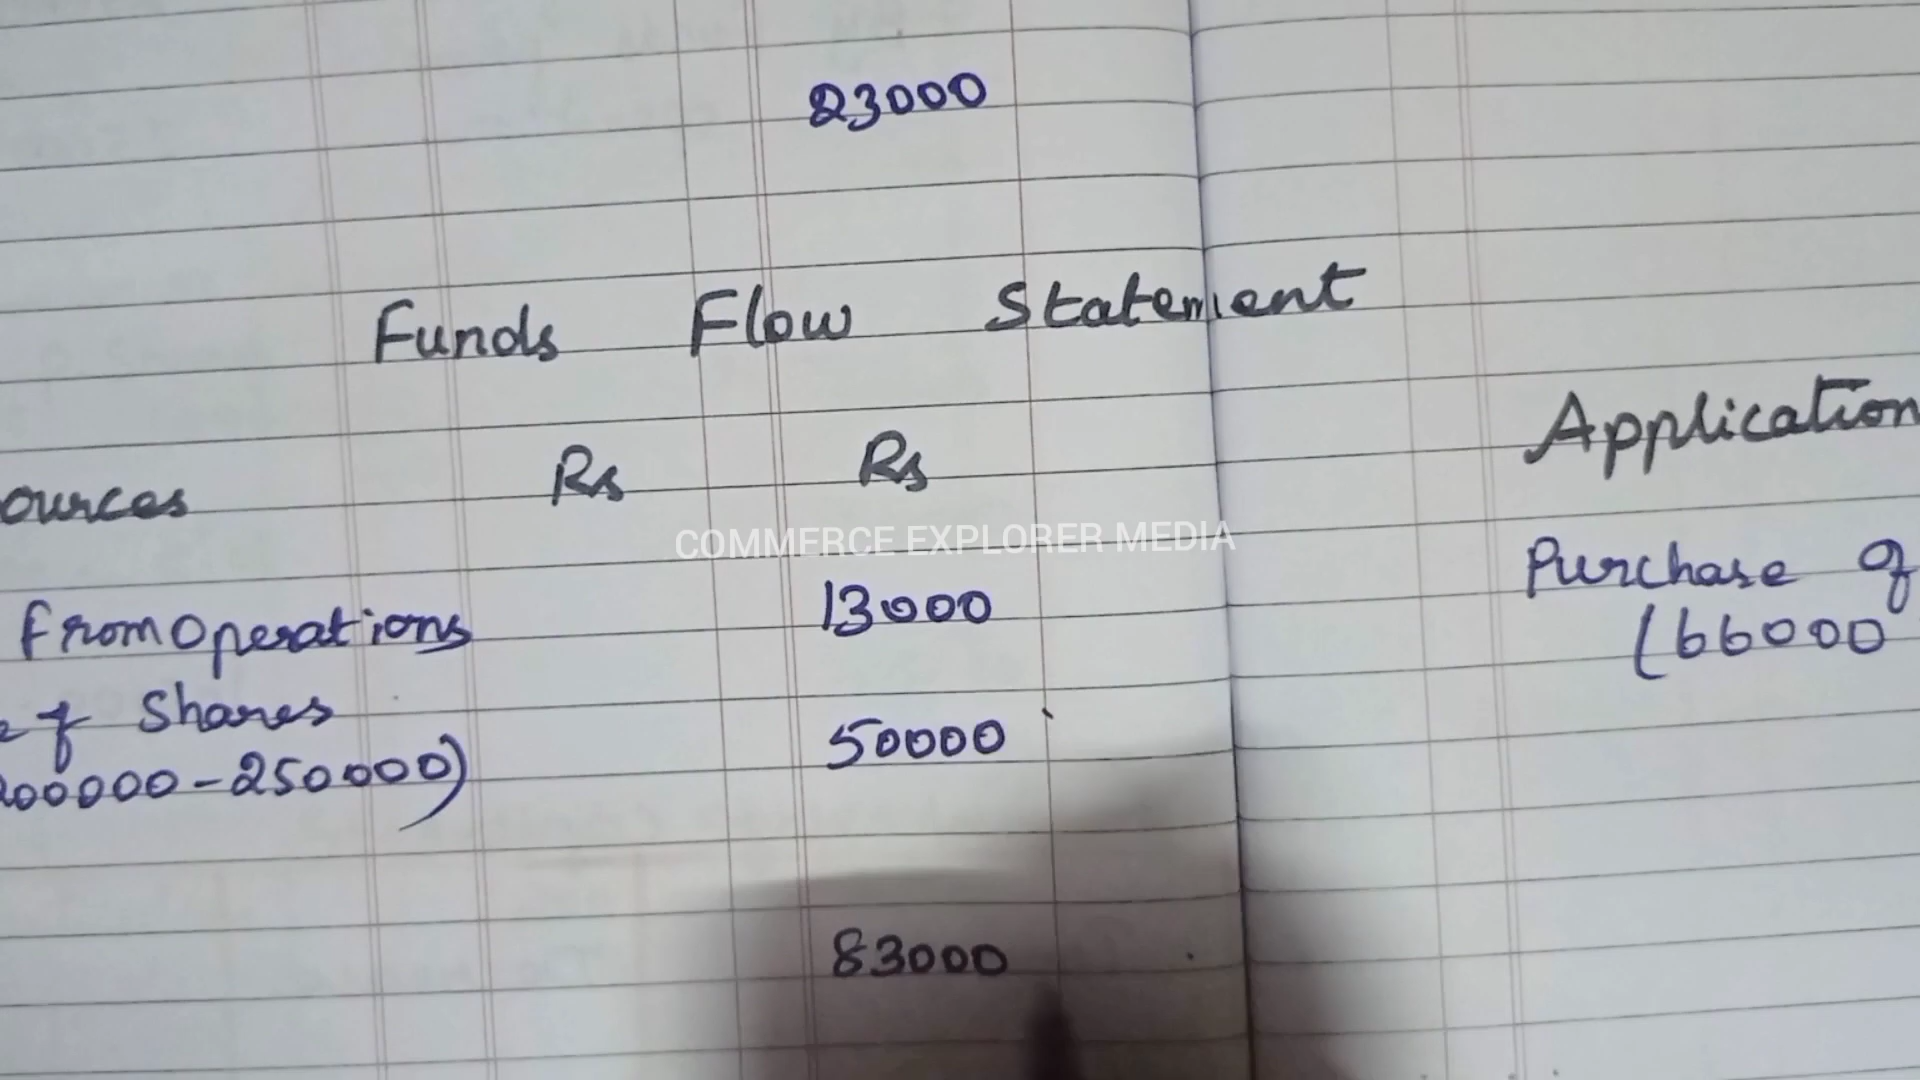 23000
Funds Flow Statement
ources Rs Rs Application
COMMERCE EXPLORER MEDIA
from Operations 13000 Purchase of
of Shares 50000 (66000
00000-250000)
83000